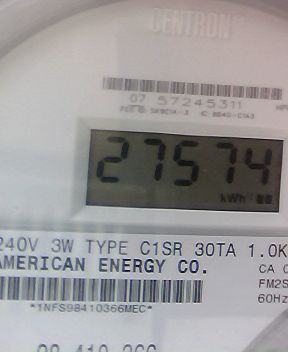 CENTRON®
07 57245311
27574
kWh
240V 3W TYPE C1SR 30TA 1.0K
AMERICAN ENERGY CO.
CA
FM2S
60Hz
*1NFS98410366MEC*